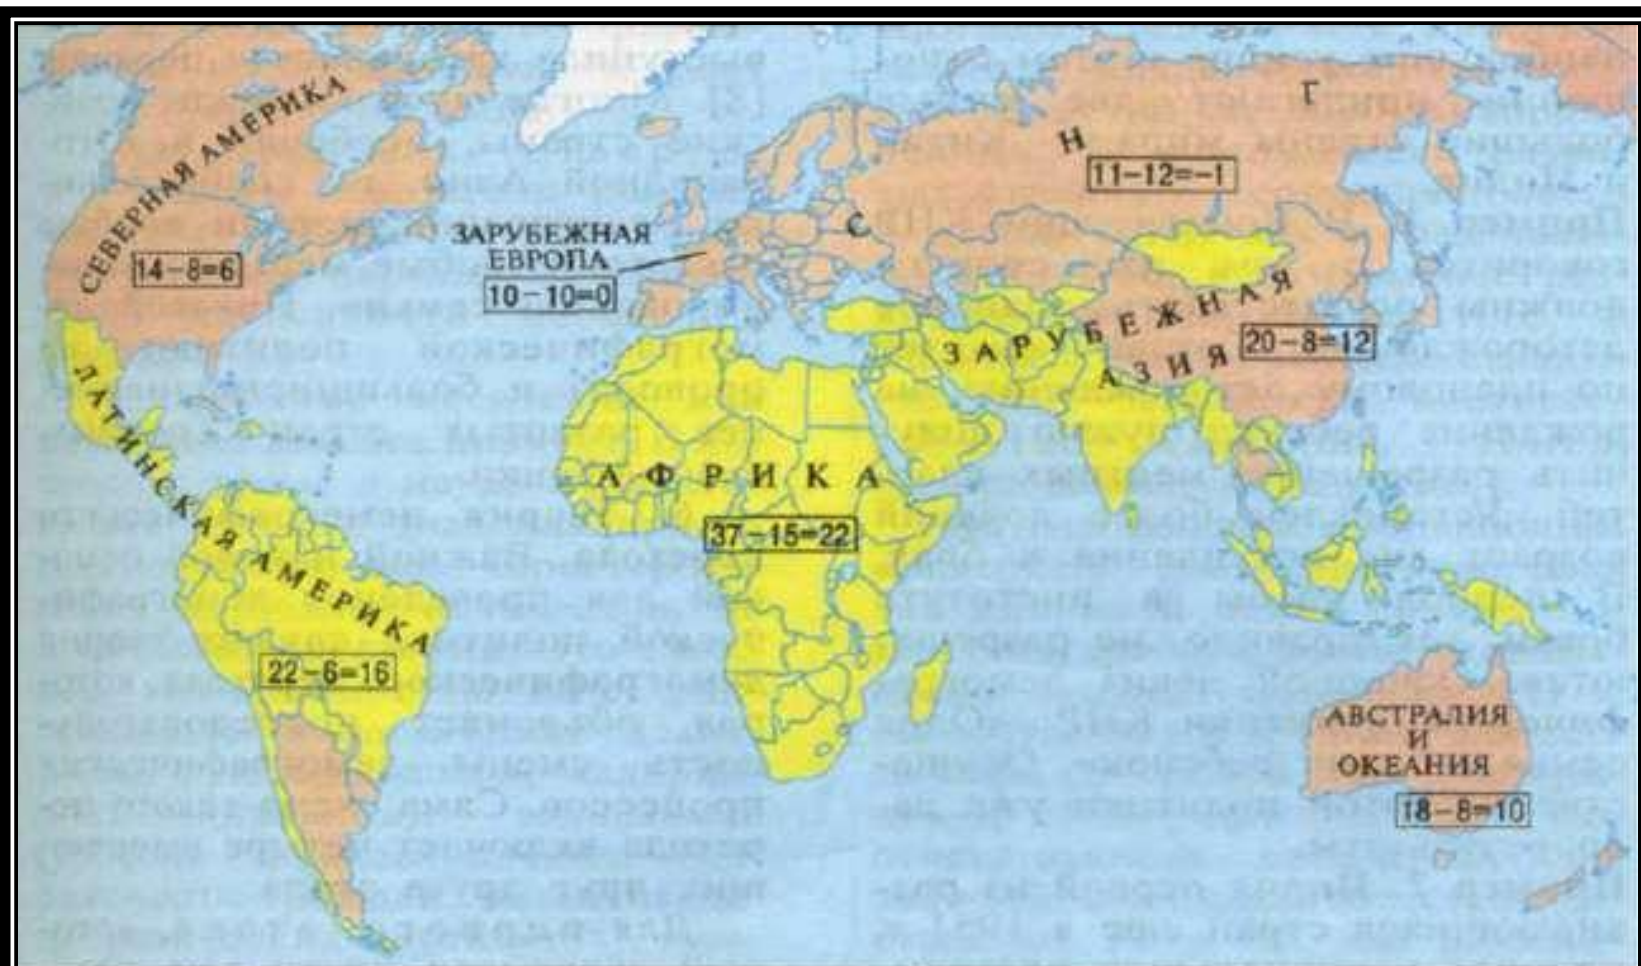 СЕВЕРНАЯ АМЕРИКА
14–8=6
ЗАРУБЕЖНАЯ
ЕВРОПА
10–10=0
С Н Г
11–12=–1
ЗАРУБЕЖНАЯ
АЗИЯ
20–8=12
ЛАТИНСКАЯ АМЕРИКА
22–6=16
АФРИКА
37–15=22
АВСТРАЛИЯ
И
ОКЕАНИЯ
18–8=10